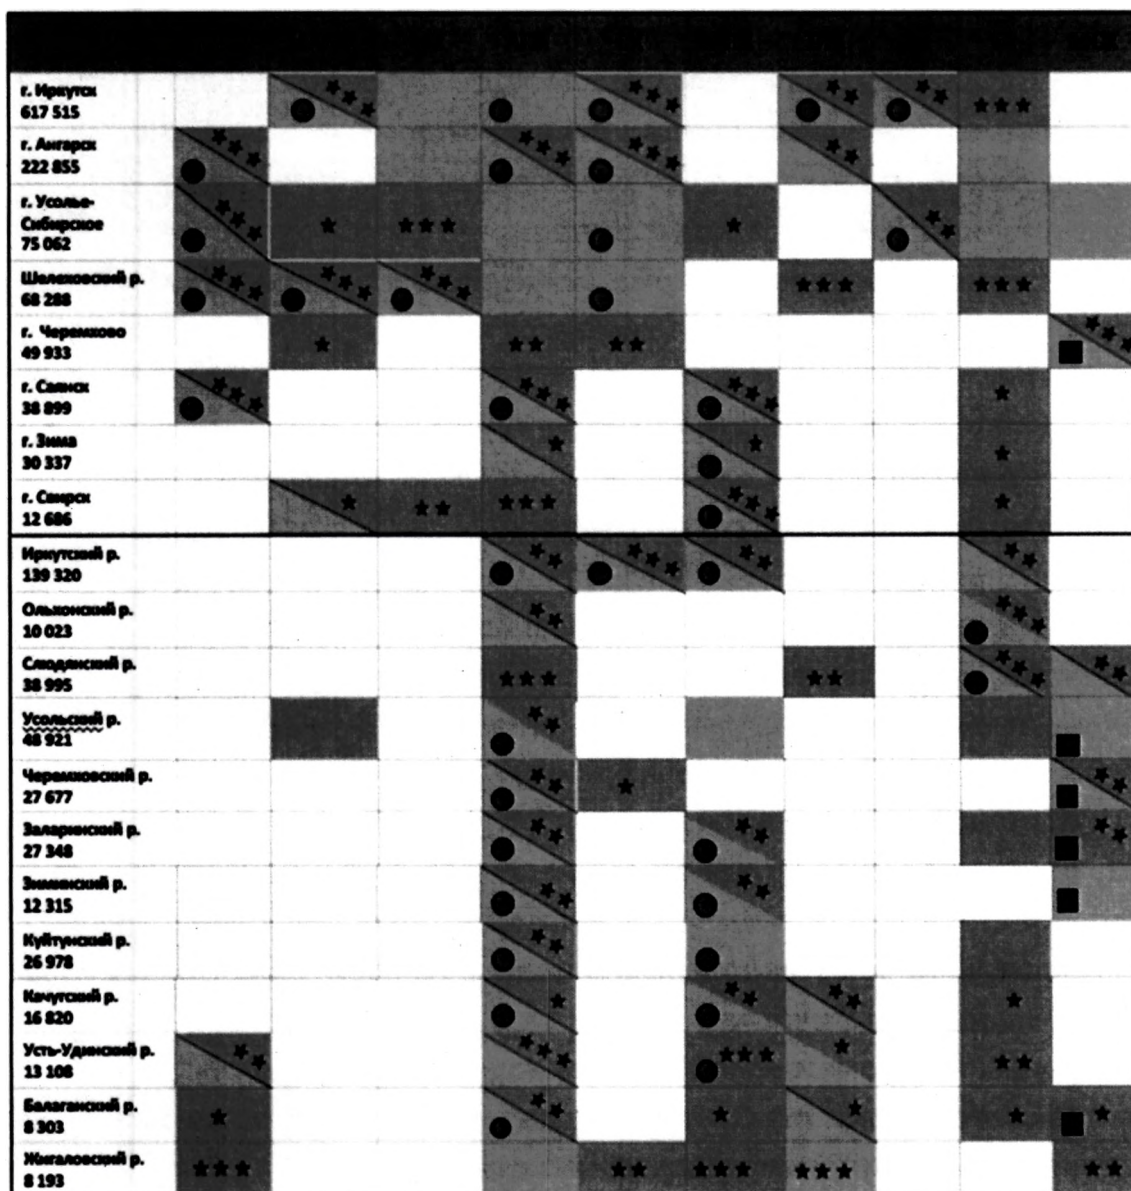 г. Иркутск
617 515
г. Ангарск
222 855
г. Усолье-
Сибирское
75 062
Шелеховский р.
68 288
г. Черемхово
49 933
г. Саянск
38 899
г. Зима
30 337
г. Свирск
12 686
Иркутский р.
139 320
Ольхонский р.
10 023
Слюдянский р.
38 995
Усольский р.
48 921
Черемховский р.
27 677
Заларинский р.
27 348
Зиминский р.
12 315
Куйтунский р.
26 978
Качугский р.
16 820
Усть-Удинский р.
13 108
Балаганский р.
8 303
Жигаловский р.
8 193